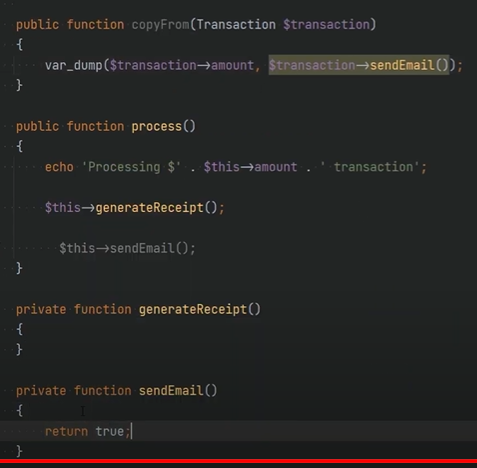 public function copyFrom(Transaction $transaction)
{
var_dump($transaction->amount, $transaction->sendEmail());
}
public function process()
{
echo 'Processing $' . $this->amount . ' transaction';
$this->generateReceipt();
$this->sendEmail();
}
private function generateReceipt()
{
}
private function sendEmail()
{
return true;
}